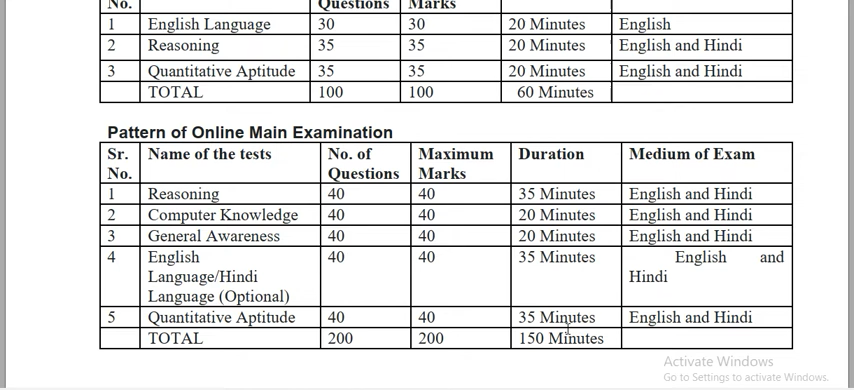 No. Questions Marks
1 English Language 30 30 20 Minutes English
2 Reasoning 35 35 20 Minutes English and Hindi
3 Quantitative Aptitude 35 35 20 Minutes English and Hindi
TOTAL 100 100 60 Minutes
Pattern of Online Main Examination
Sr. Name of the tests No. of Maximum Duration Medium of Exam
No. Questions Marks
1 Reasoning 40 40 35 Minutes English and Hindi
2 Computer Knowledge 40 40 20 Minutes English and Hindi
3 General Awareness 40 40 20 Minutes English and Hindi
4 English 40 40 35 Minutes English and
Language/Hindi Hindi
Language (Optional)
5 Quantitative Aptitude 40 40 35 Minutes English and Hindi
TOTAL 200 200 150 Minutes
Activate Windows
Go to Settings to activate Windows.